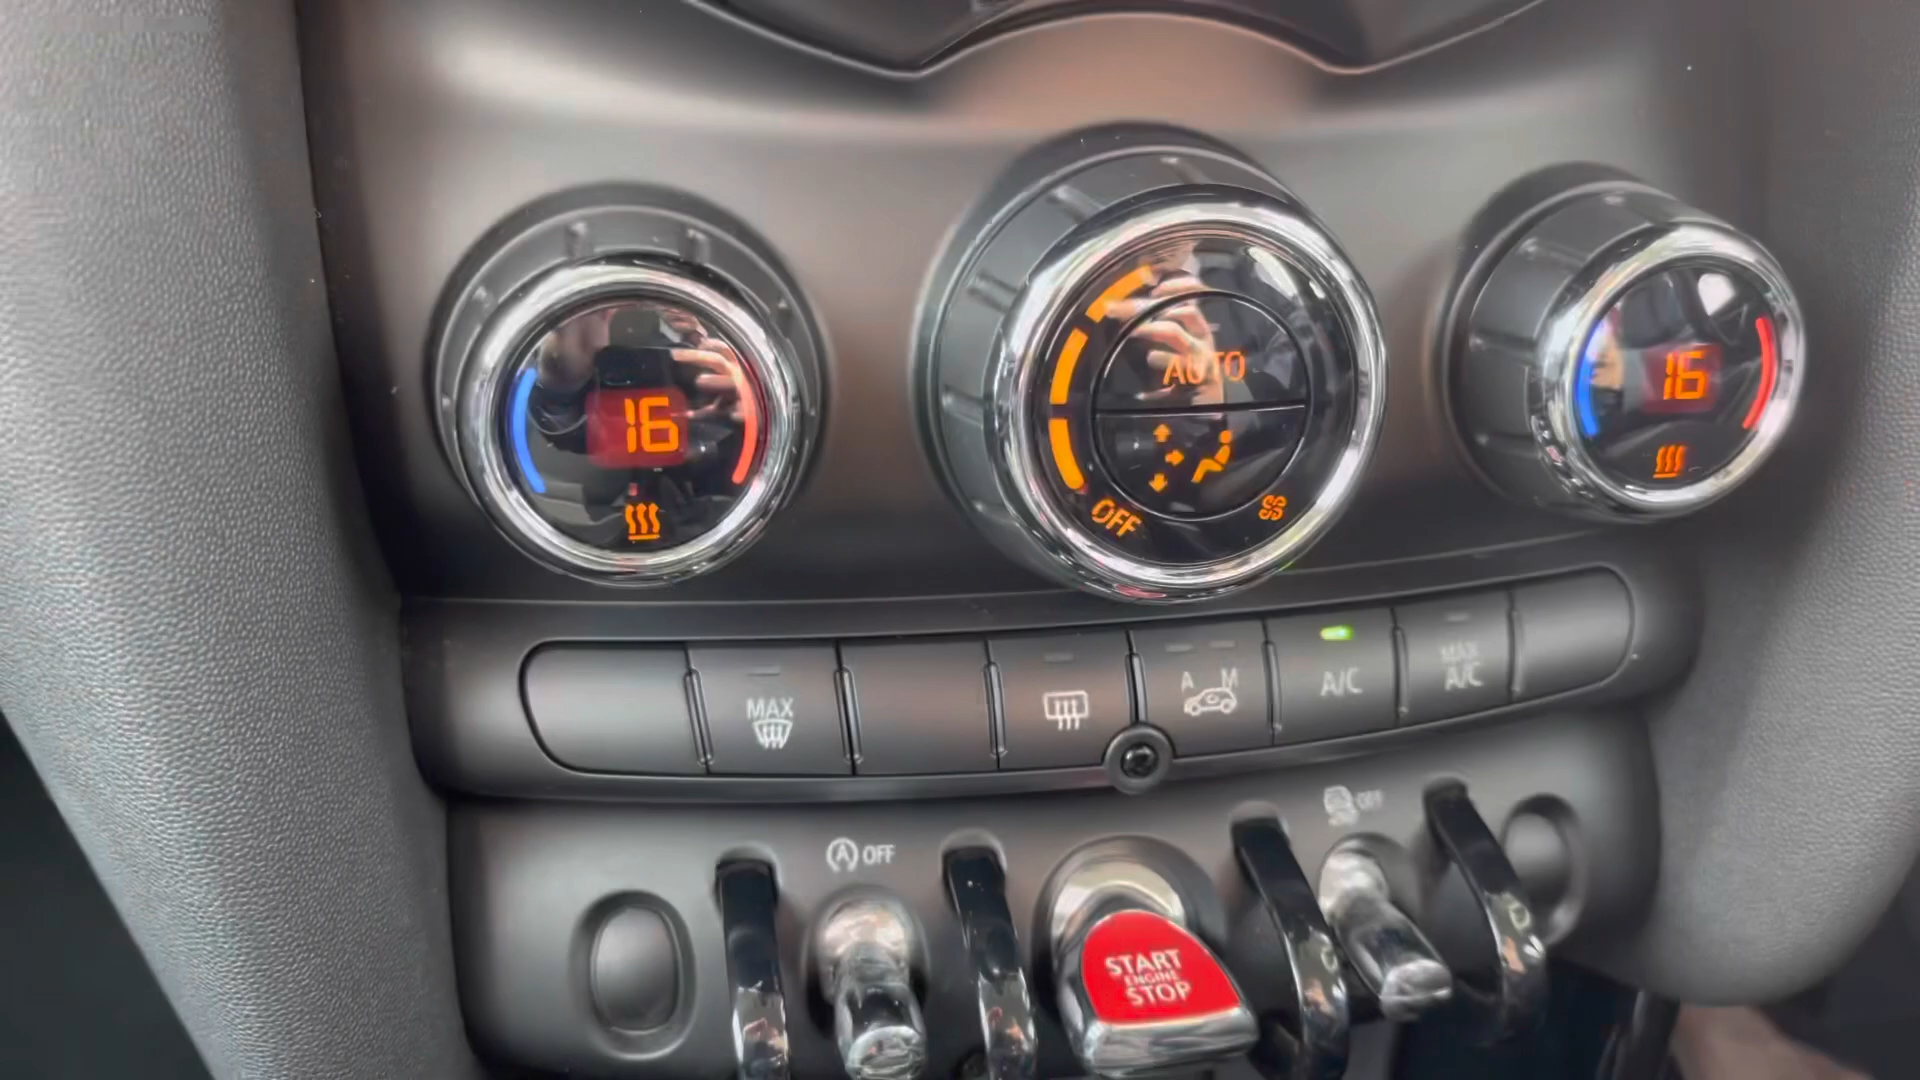 16
AUTO
OFF
16
MAX
A M
A/C
MAX
A/C
A OFF
OFF
START
ENGINE
STOP